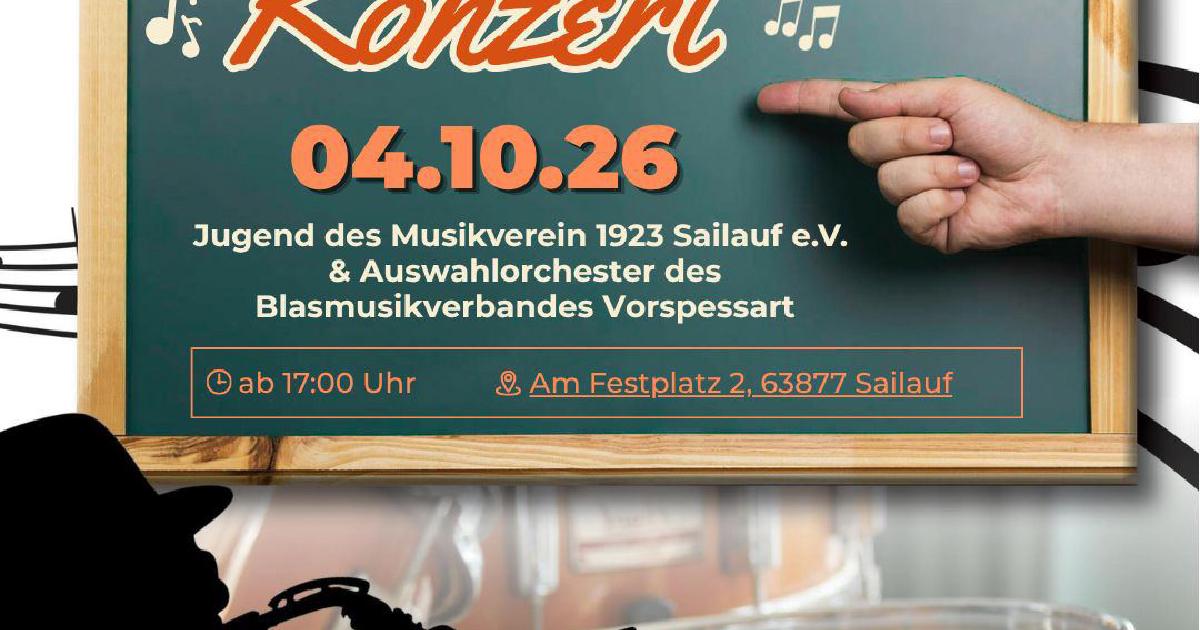 Konzert
04.10.26
Jugend des Musikverein 1923 Sailauf e.V.
& Auswahlorchester des
Blasmusikverbandes Vorspessart
ab 17:00 Uhr
Am Festplatz 2, 63877 Sailauf